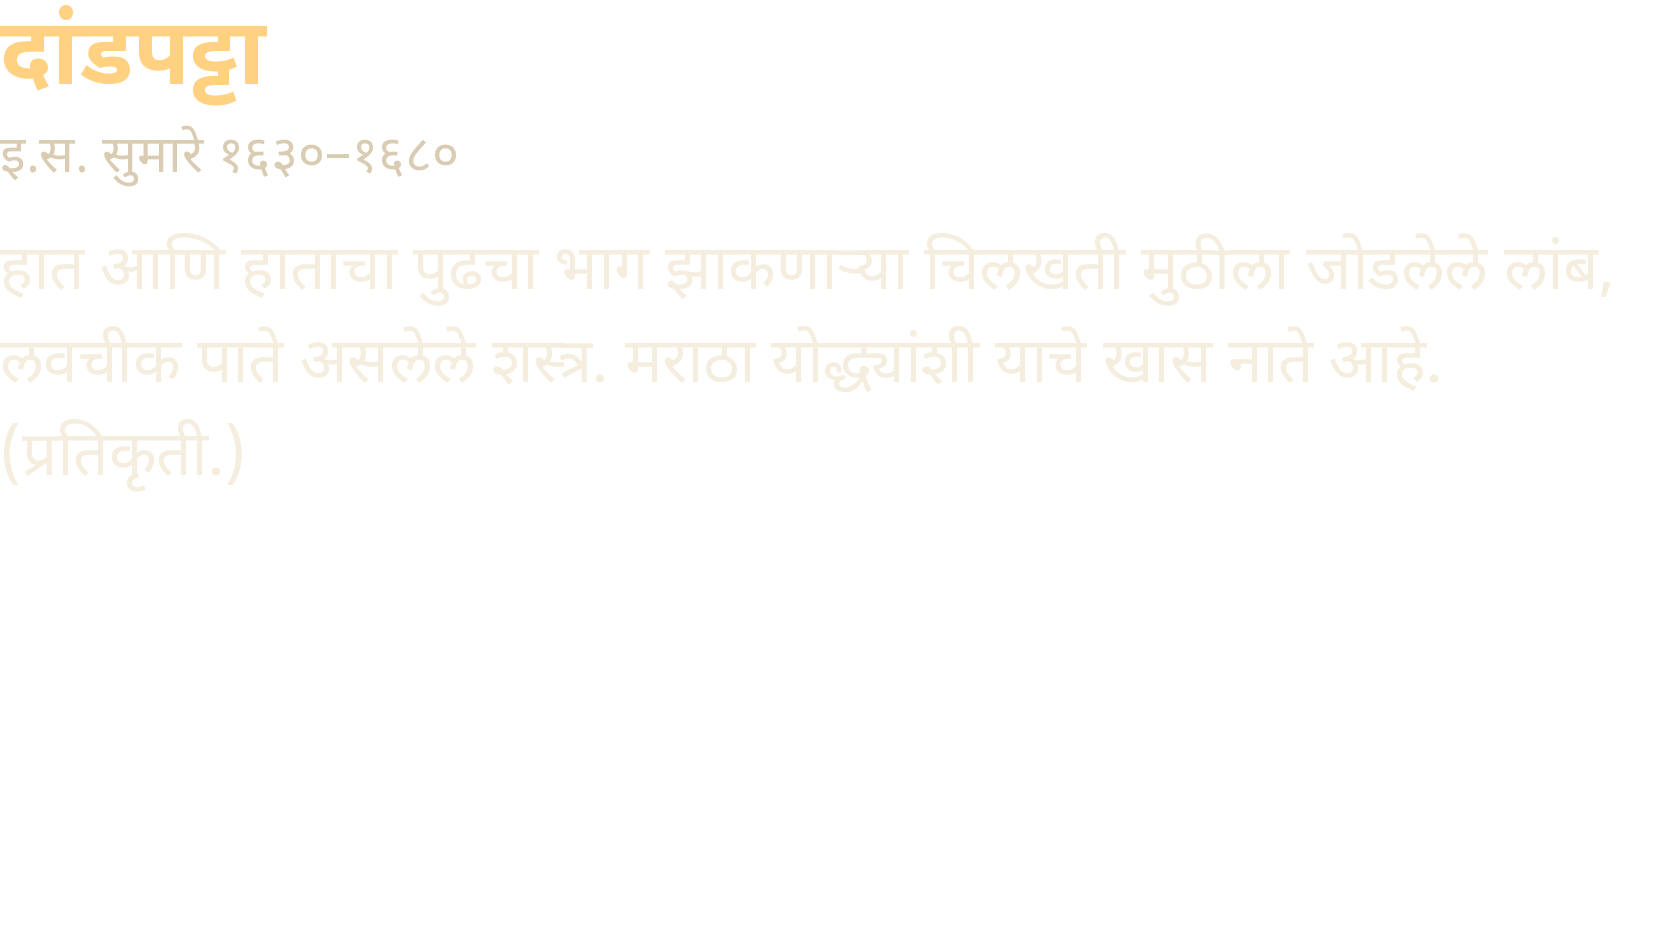 दांडपट्टा
इ.स. सुमारे १६३०–१६८०
हात आणि हाताचा पुढचा भाग झाकणाऱ्या चिलखती मुठीला जोडलेले लांब,
लवचीक पाते असलेले शस्त्र. मराठा योद्ध्यांशी याचे खास नाते आहे.
(प्रतिकृती.)